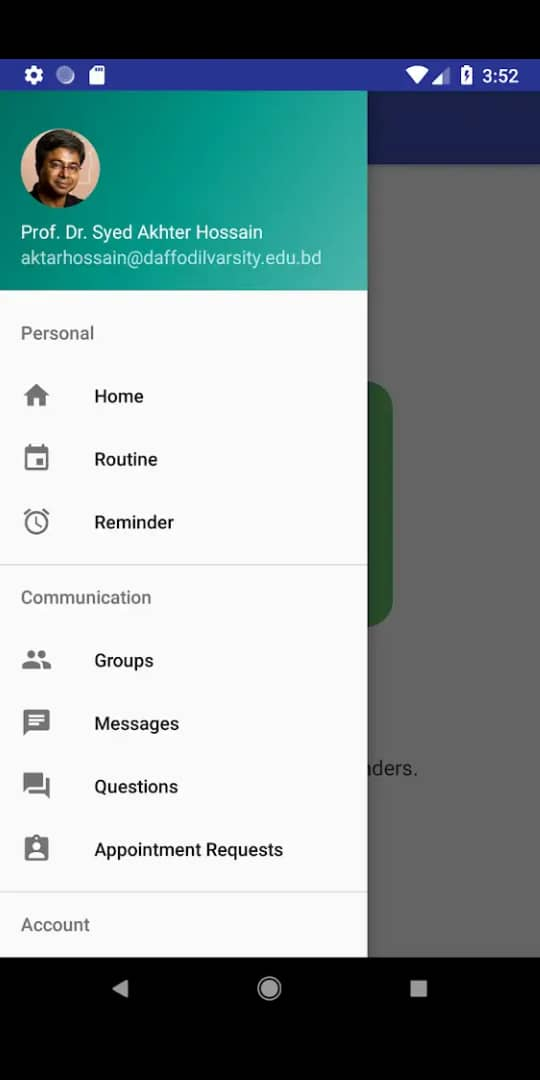 3:52
Prof. Dr. Syed Akhter Hossain
aktarhossain@daffodilvarsity.edu.bd
Personal
Home
Routine
Reminder
Communication
Groups
Messages
Questions
nders.
Appointment Requests
Account